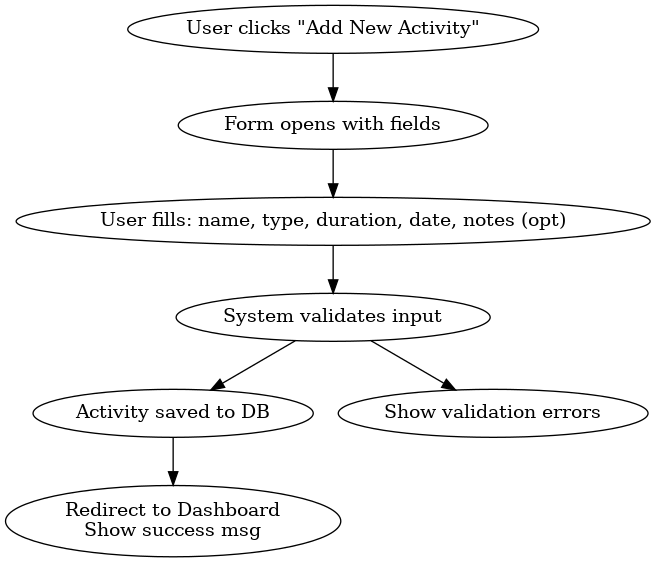 User clicks "Add New Activity"
Form opens with fields
User fills: name, type, duration, date, notes (opt)
System validates input
Activity saved to DB
Show validation errors
Redirect to Dashboard
Show success msg